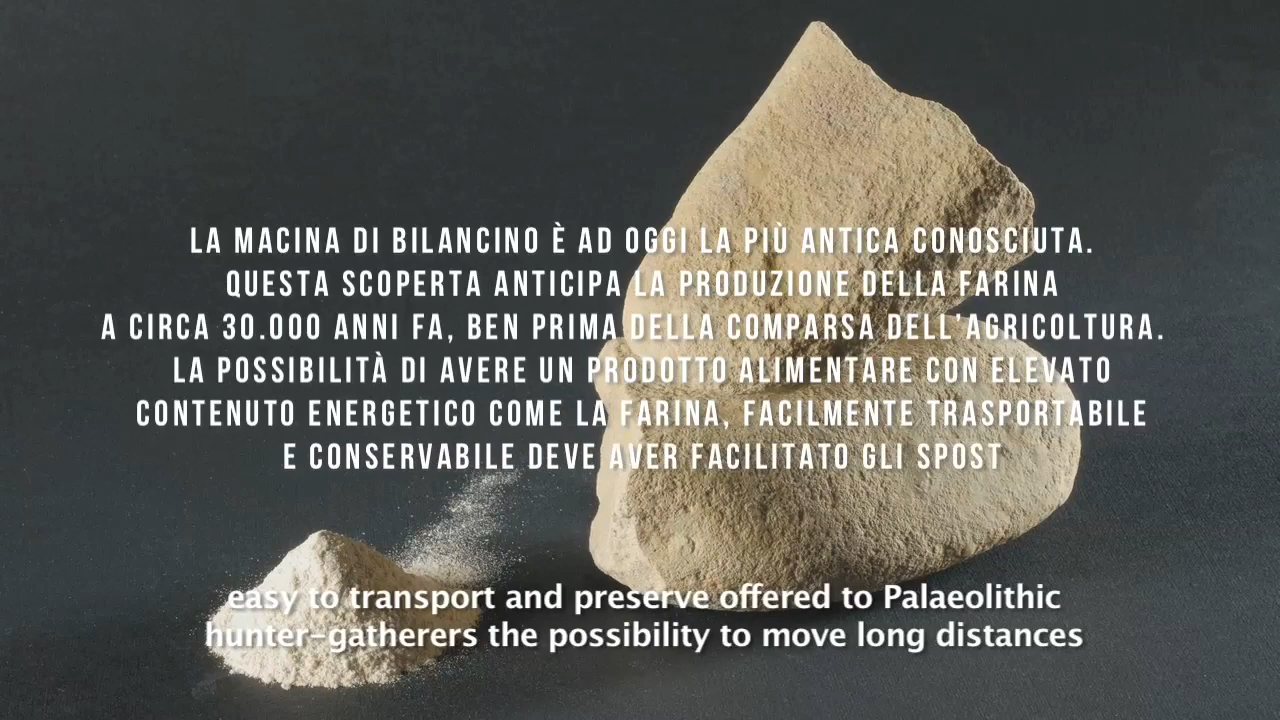 LA MACINA DI BILANCINO È AD OGGI LA PIÙ ANTICA CONOSCIUTA.
QUESTA SCOPERTA ANTICIPA LA PRODUZIONE DELLA FARINA
A CIRCA 30.000 ANNI FA, BEN PRIMA DELLA COMPARSA DELL'AGRICOLTURA.
LA POSSIBILITÀ DI AVERE UN PRODOTTO ALIMENTARE CON ELEVATO
CONTENUTO ENERGETICO COME LA FARINA, FACILMENTE TRASPORTABILE
E CONSERVABILE DEVE AVER FACILITATO GLI SPOST
easy to transport and preserve offered to Palaeolithic
hunter-gatherers the possibility to move long distances